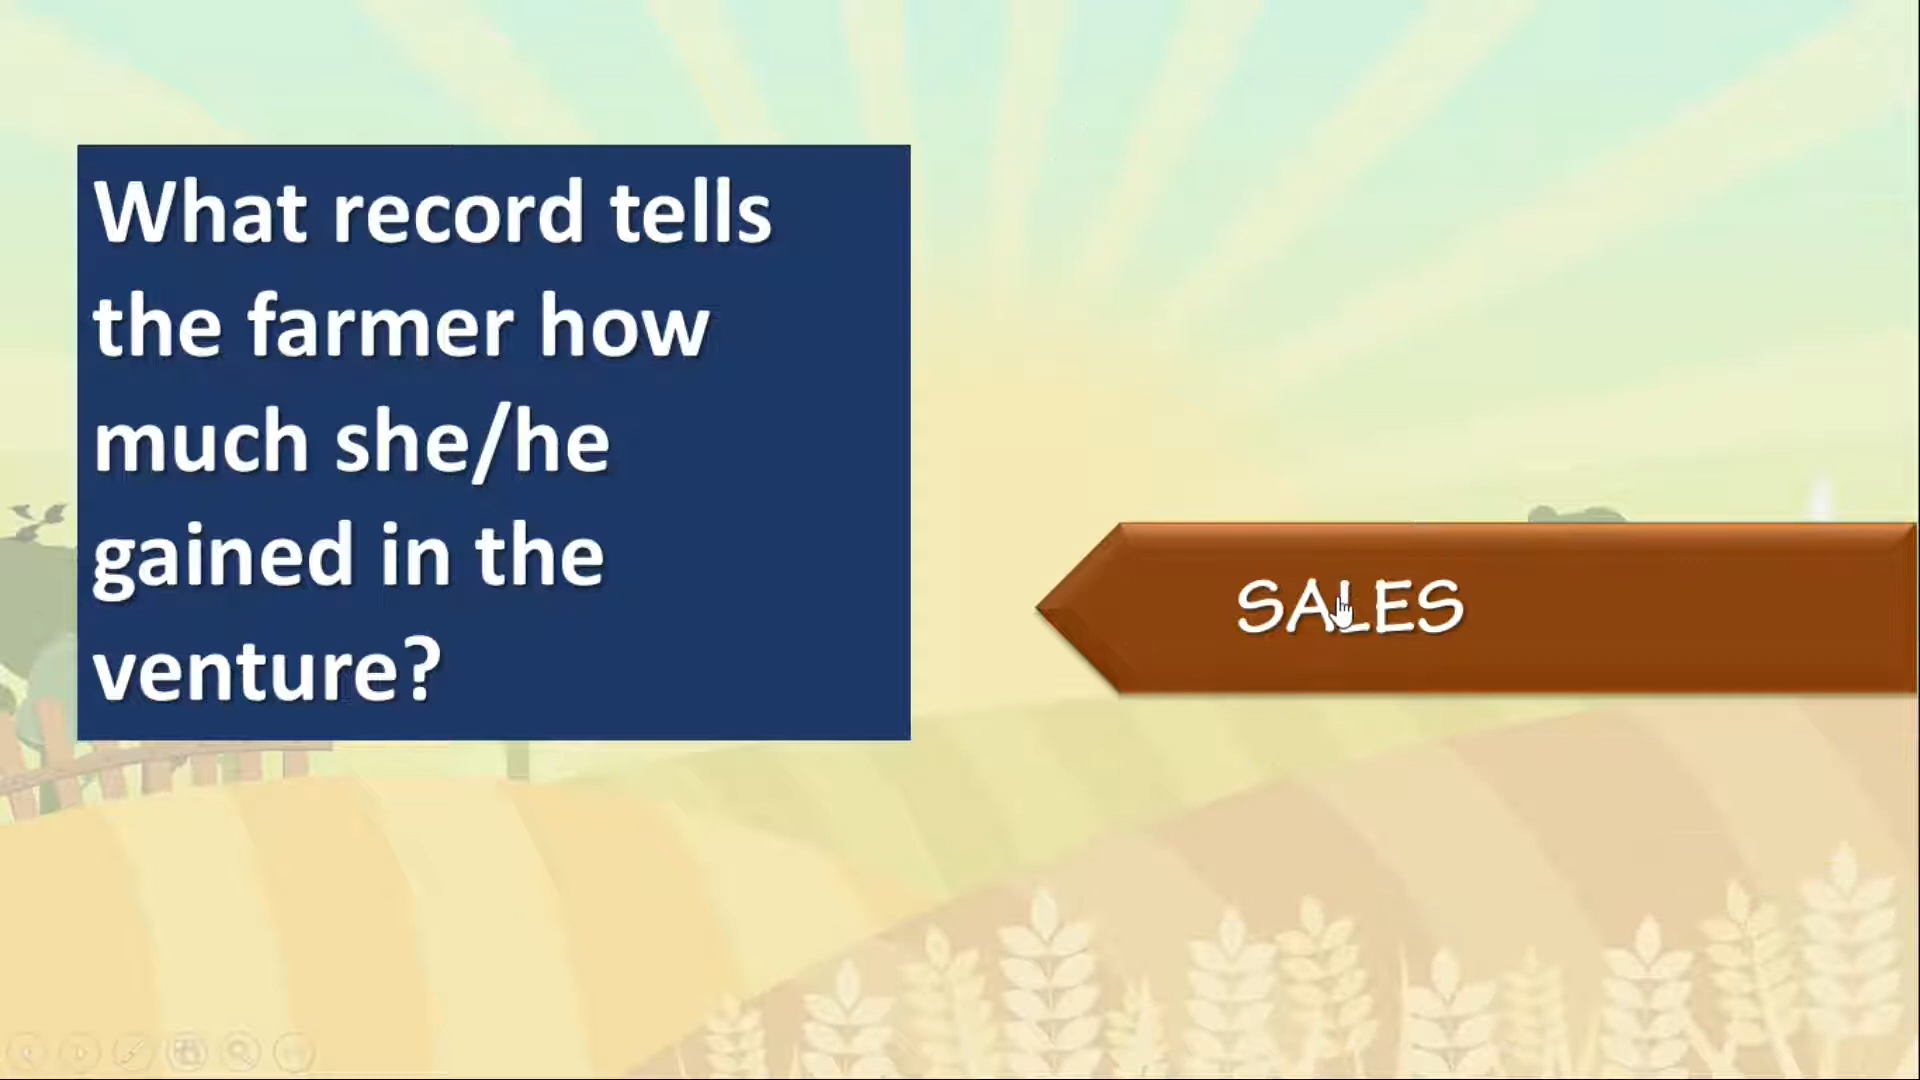 What record tells
the farmer how
much she/he
gained in the
venture?
SALES